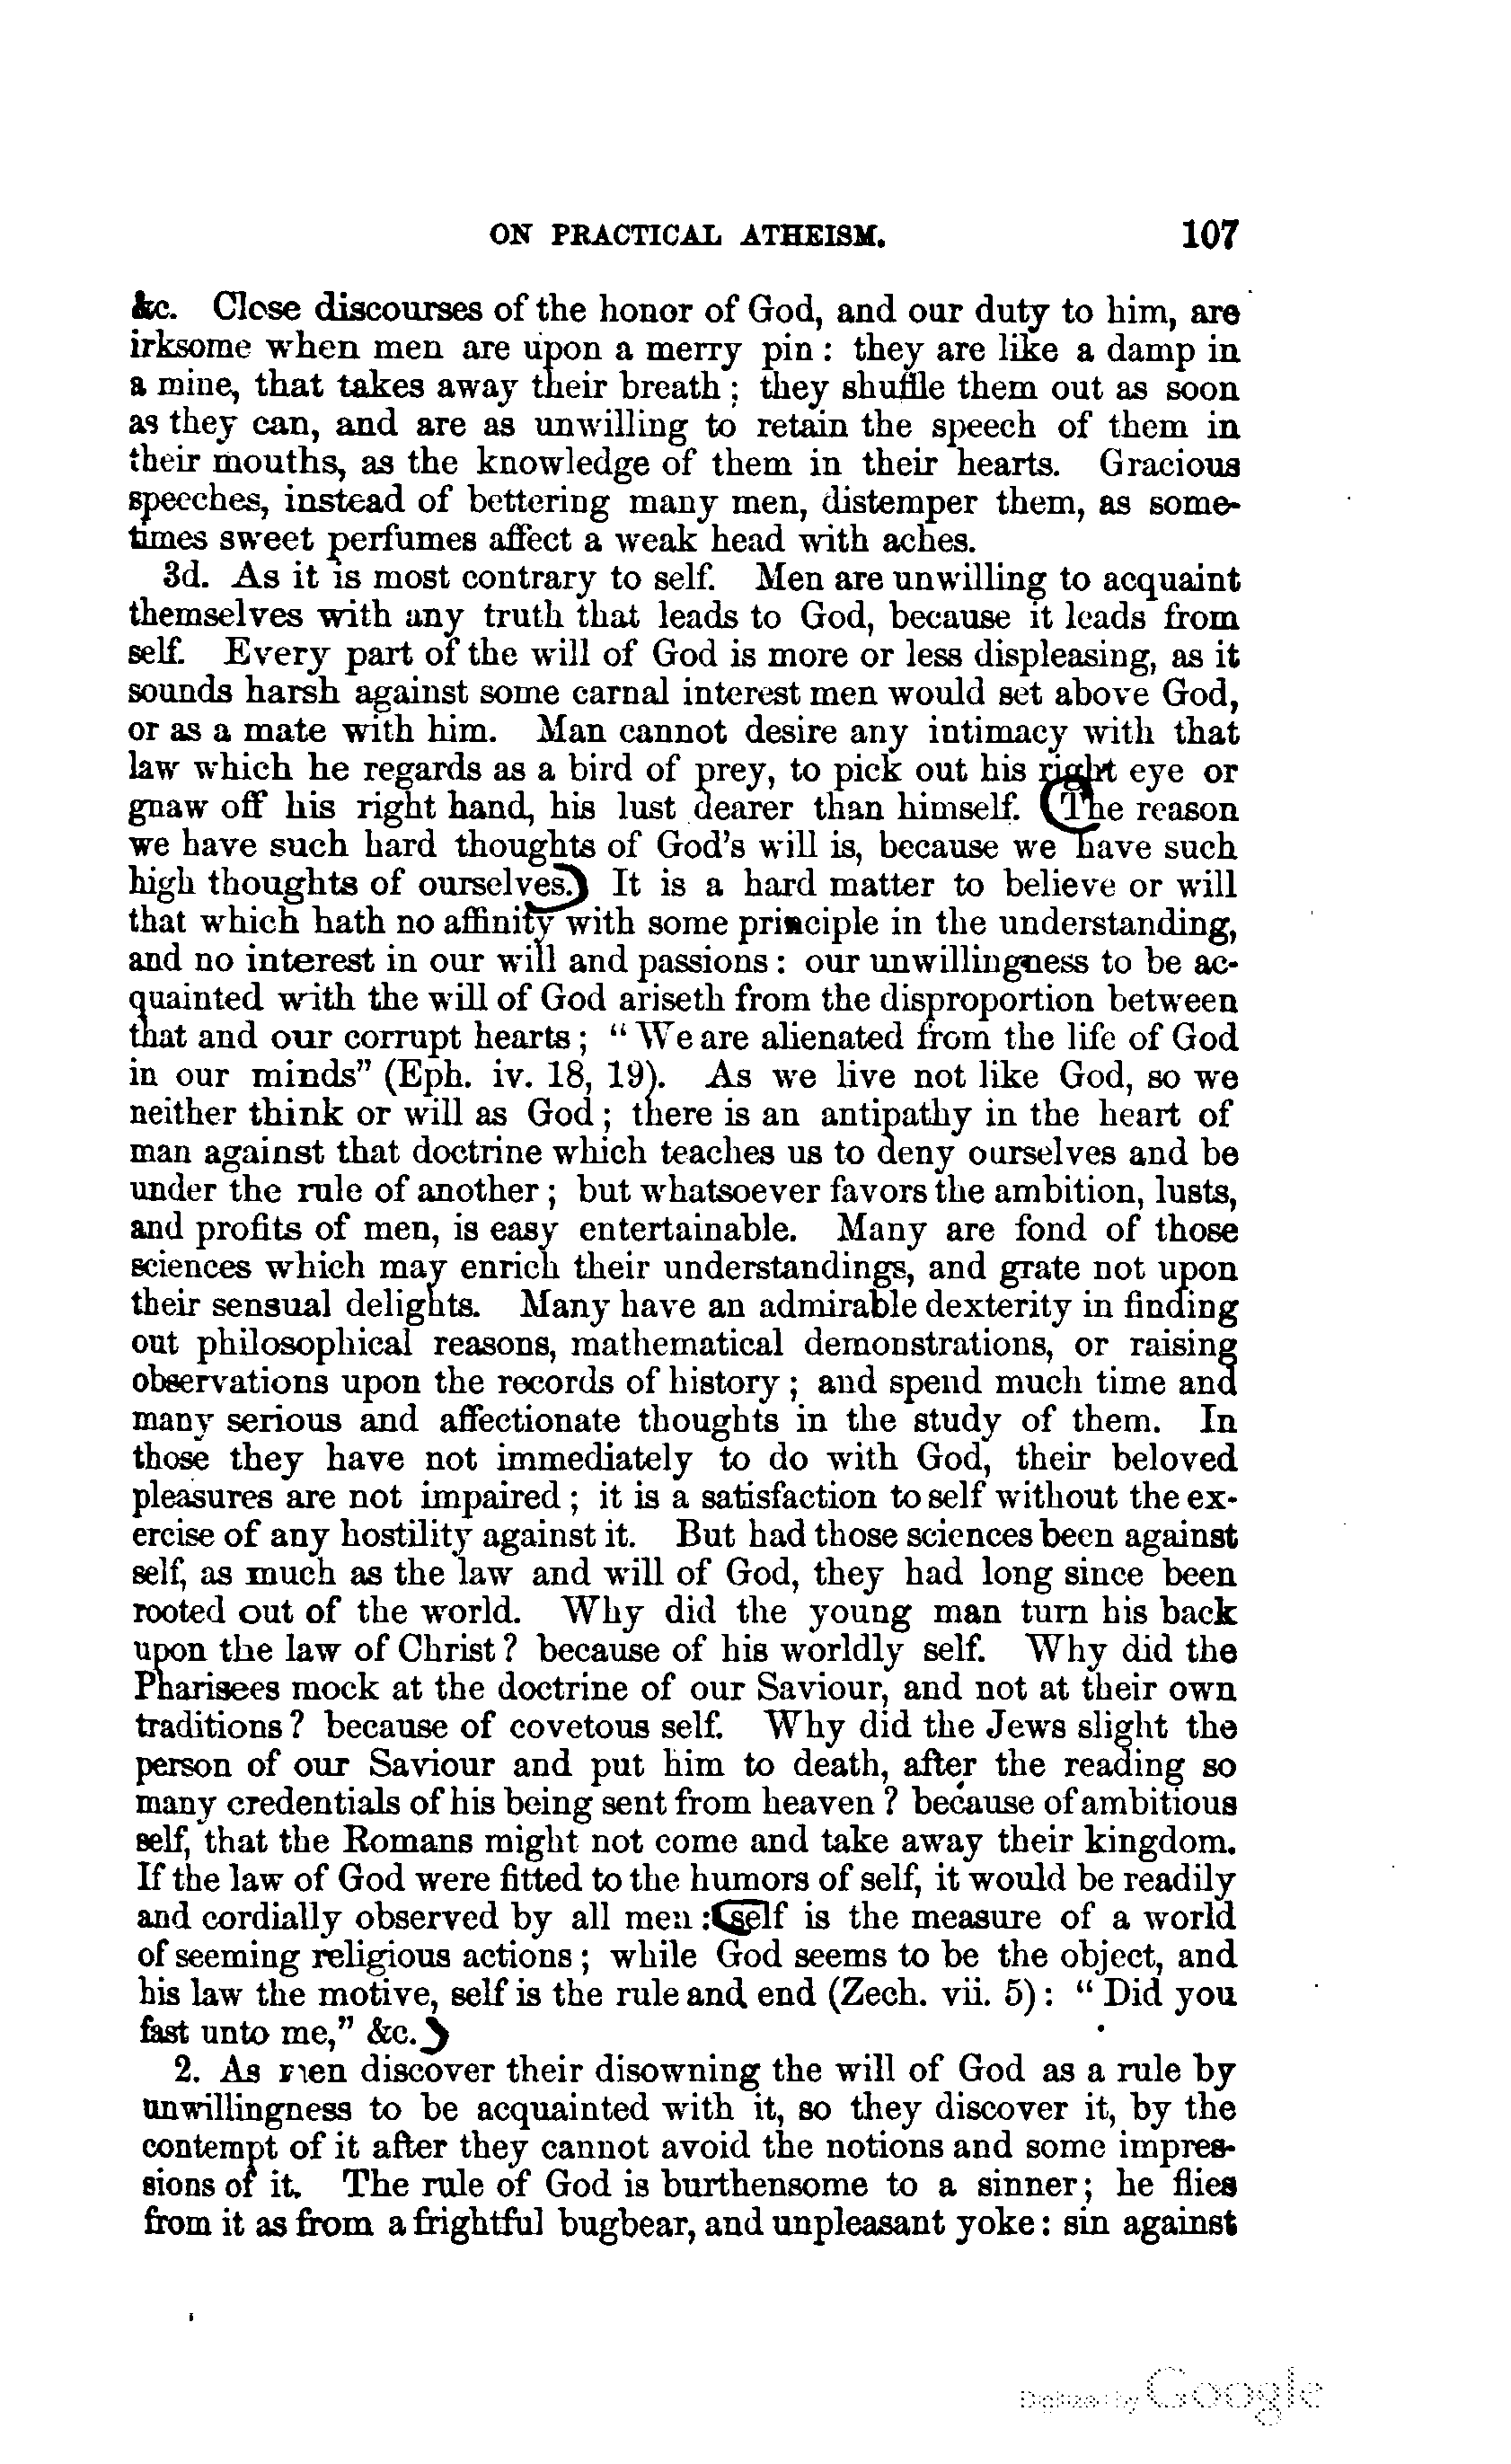 ON PRACTICAL ATHEISM. 107
&c. Close discourses of the honor of God, and our duty to him, are
irksome when men are upon a merry pin : they are like a damp in
a mine, that takes away their breath ; they shuffle them out as soon
as they can, and are as unwilling to retain the speech of them in
their mouths, as the knowledge of them in their hearts. Gracious
speeches, instead of bettering many men, distemper them, as some-
times sweet perfumes affect a weak head with aches.
3d. As it is most contrary to self. Men are unwilling to acquaint
themselves with any truth that leads to God, because it leads from
self. Every part of the will of God is more or less displeasing, as it
sounds harsh against some carnal interest men would set above God,
or as a mate with him. Man cannot desire any intimacy with that
law which he regards as a bird of prey, to pick out his right eye or
gnaw off his right hand, his lust dearer than himself. (The reason
we have such hard thoughts of God's will is, because we have such
high thoughts of ourselves.) It is a hard matter to believe or will
that which hath no affinity with some principle in the understanding,
and no interest in our will and passions : our unwillingness to be ac-
quainted with the will of God ariseth from the disproportion between
that and our corrupt hearts ; “ We are alienated from the life of God
in our minds” (Eph. iv. 18, 19). As we live not like God, so we
neither think or will as God ; there is an antipathy in the heart of
man against that doctrine which teaches us to deny ourselves and be
under the rule of another ; but whatsoever favors the ambition, lusts,
and profits of men, is easy entertainable. Many are fond of those
sciences which may enrich their understandings, and grate not upon
their sensual delights. Many have an admirable dexterity in finding
out philosophical reasons, mathematical demonstrations, or raising
observations upon the records of history ; and spend much time and
many serious and affectionate thoughts in the study of them. In
those they have not immediately to do with God, their beloved
pleasures are not impaired ; it is a satisfaction to self without the ex-
ercise of any hostility against it. But had those sciences been against
self, as much as the law and will of God, they had long since been
rooted out of the world. Why did the young man turn his back
upon the law of Christ ? because of his worldly self. Why did the
Pharisees mock at the doctrine of our Saviour, and not at their own
traditions ? because of covetous self. Why did the Jews slight the
person of our Saviour and put him to death, after the reading so
many credentials of his being sent from heaven ? because of ambitious
self, that the Romans might not come and take away their kingdom.
If the law of God were fitted to the humors of self, it would be readily
and cordially observed by all men : (self is the measure of a world
of seeming religious actions ; while God seems to be the object, and
his law the motive, self is the rule and end (Zech. vii. 5) : “ Did you
fast unto me,” &c.)
2. As men discover their disowning the will of God as a rule by
unwillingness to be acquainted with it, so they discover it, by the
contempt of it after they cannot avoid the notions and some impres-
sions of it. The rule of God is burthensome to a sinner ; he flies
from it as from a frightful bugbear, and unpleasant yoke : sin against
Digitized by Google